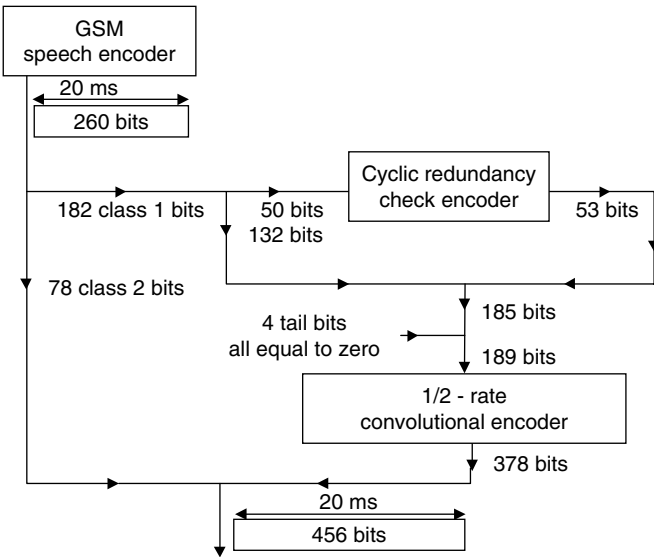 GSM
speech encoder
20 ms
260 bits
Cyclic redundancy
check encoder
182 class 1 bits
50 bits
53 bits
132 bits
78 class 2 bits
185 bits
4 tail bits
all equal to zero
189 bits
1/2 - rate
convolutional encoder
378 bits
20 ms
456 bits